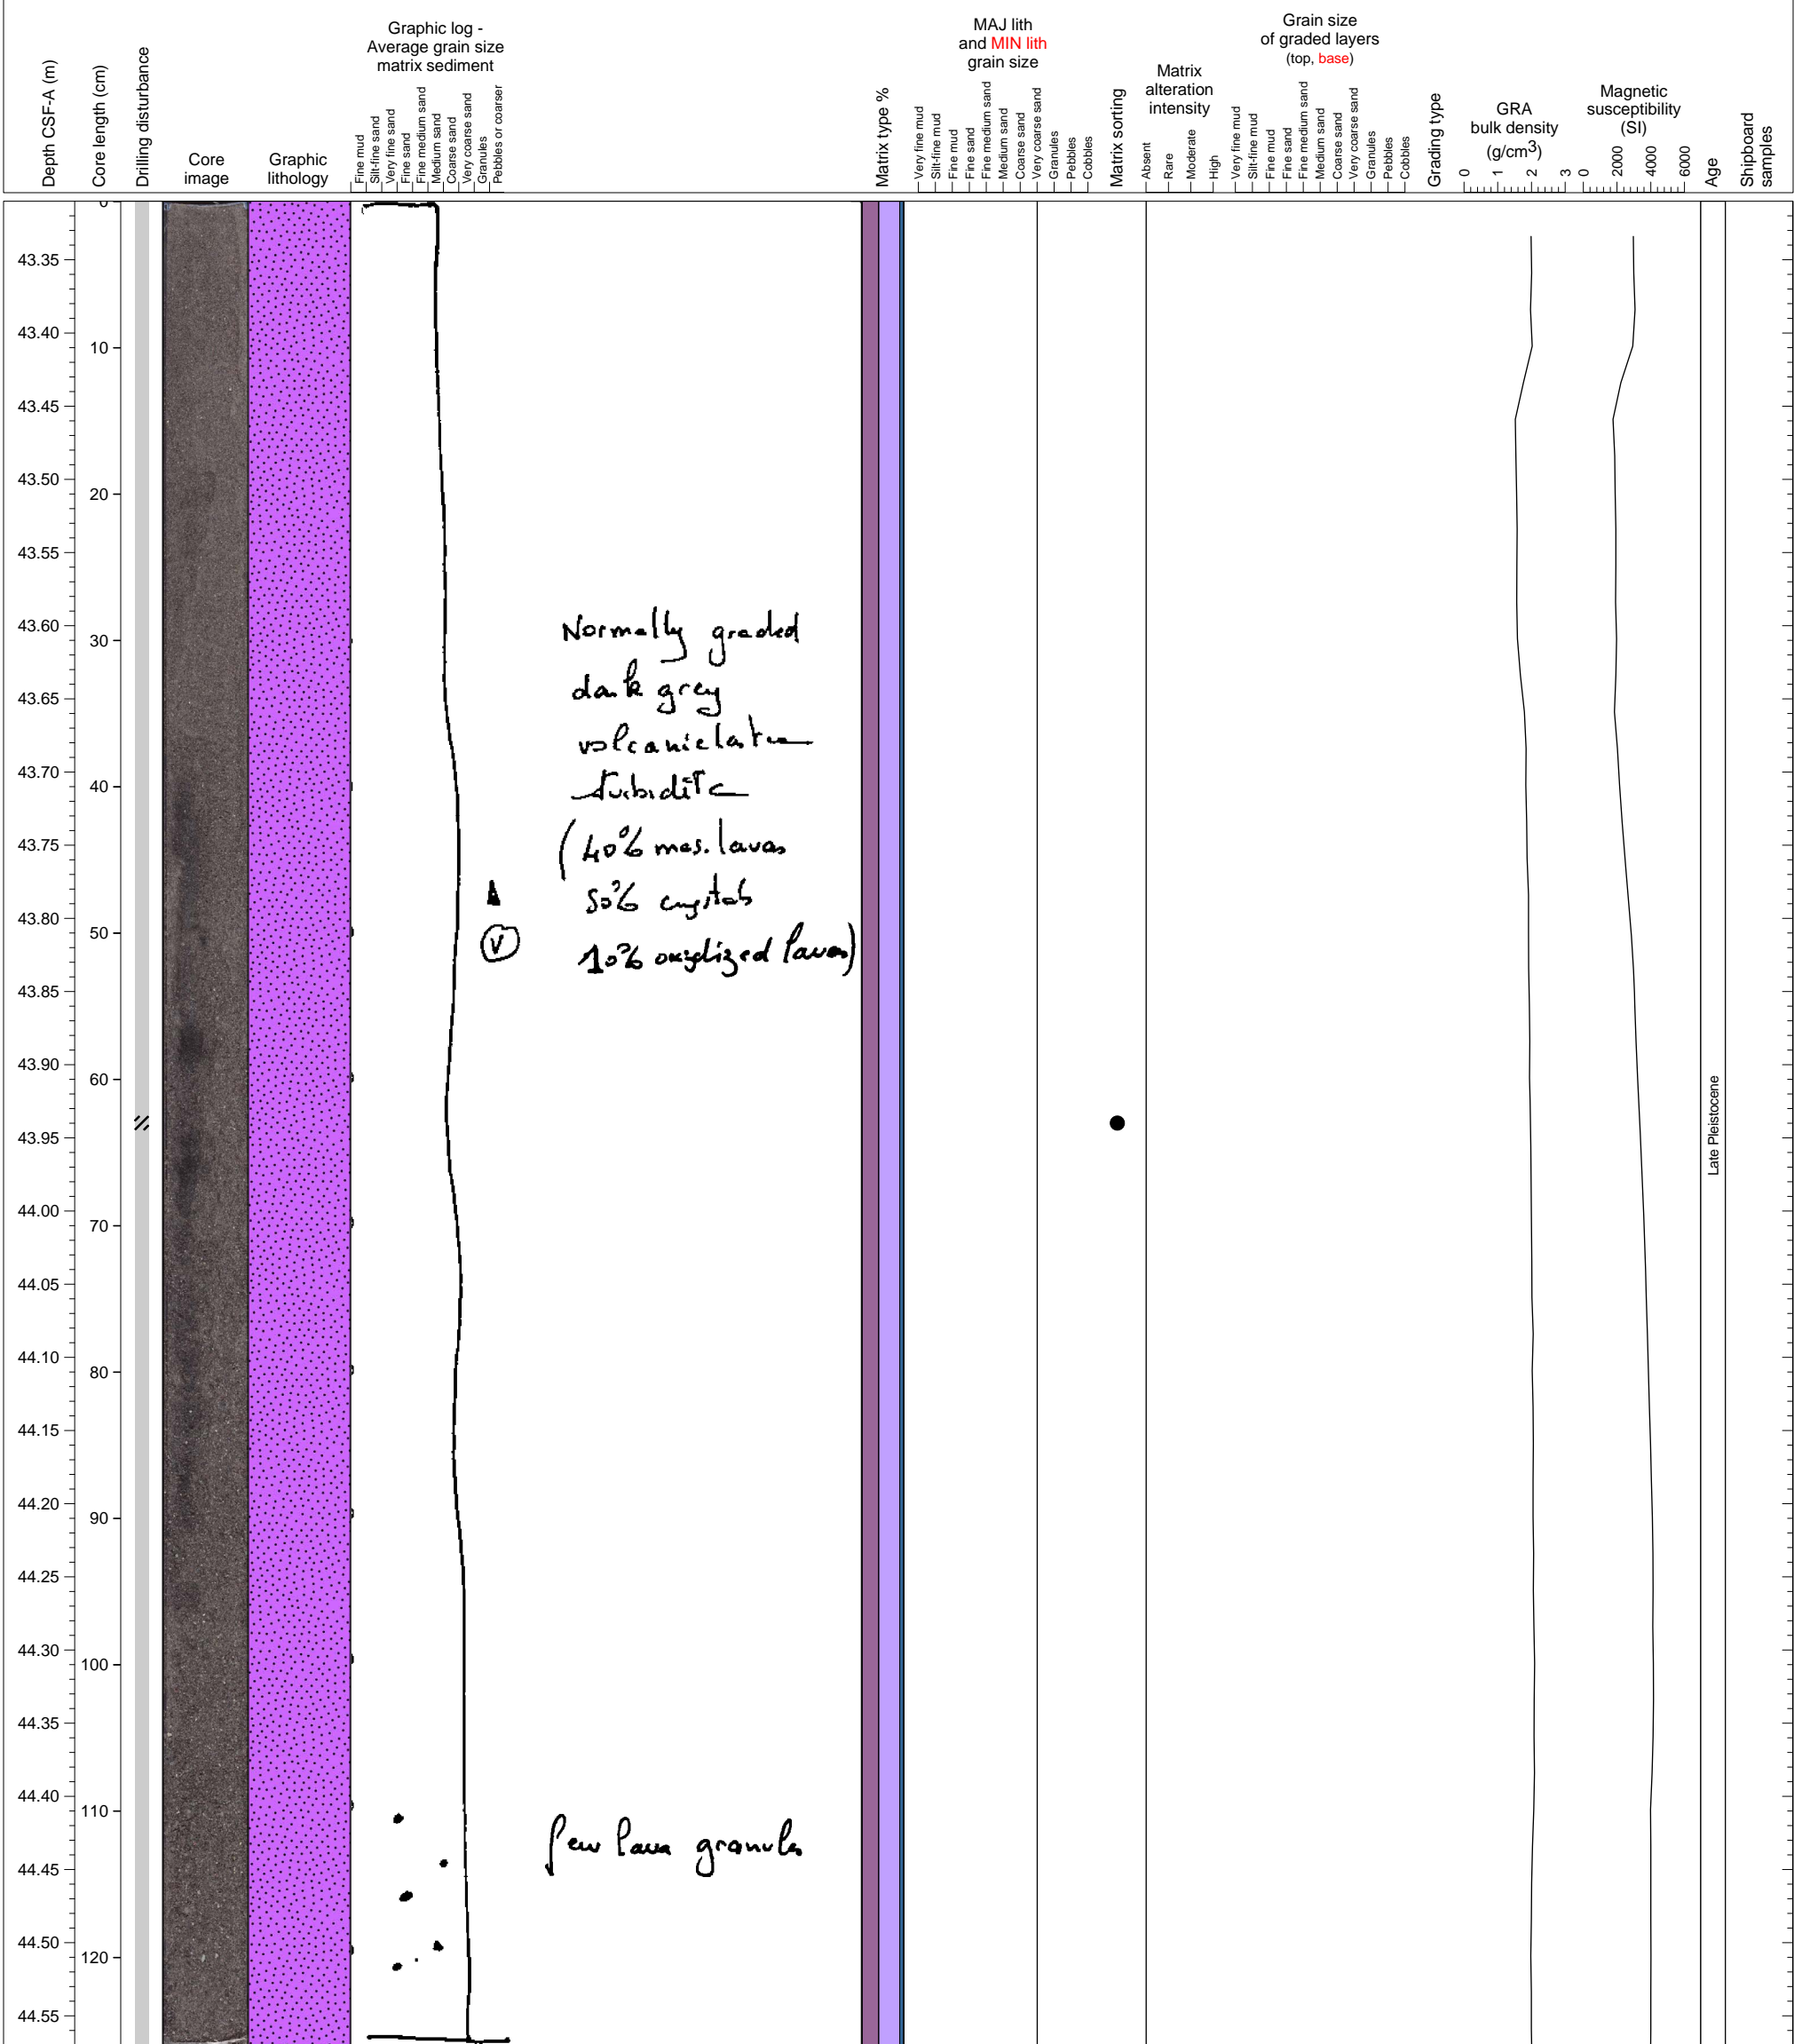 Graphic log -
Average grain size
matrix sediment
MAJ lith
and MIN lith
grain size
Matrix
alteration
intensity
Grain size
of graded layers
(top, base)
GRA
bulk density
(g/cm3)
Magnetic
susceptibility
(SI)
Depth CSF-A (m)
Core length (cm)
Drilling disturbance
Core
image
Graphic
lithology
Fine mud
Silt-fine sand
Very fine sand
Fine sand
Fine medium sand
Medium sand
Coarse sand
Very coarse sand
Granules
Pebbles or coarser
Matrix type %
Very fine mud
Silt-fine mud
Fine mud
Fine sand
Fine medium sand
Medium sand
Coarse sand
Very coarse sand
Granules
Pebbles
Cobbles
Matrix sorting
Absent
Rare
Moderate
High
Very fine mud
Silt-fine mud
Fine mud
Fine sand
Fine medium sand
Medium sand
Coarse sand
Very coarse sand
Granules
Pebbles
Cobbles
Grading type
0 1 2 3
0 2000 4000 6000
Age
Shipboard
samples
0
43.35
43.40
10
43.45
43.50
20
43.55
43.60
30
43.65
43.70
40
43.75
43.80
50
43.85
43.90
60
43.95
44.00
70
44.05
44.10
80
44.15
44.20
90
44.25
44.30
100
44.35
44.40
110
44.45
44.50
120
44.55
Normally graded
dark grey
volcaniclastic
turbidite
(40% mes. lavas
50% crystals
10% oxydized lavas)
V
few lava granules
Late Pleistocene